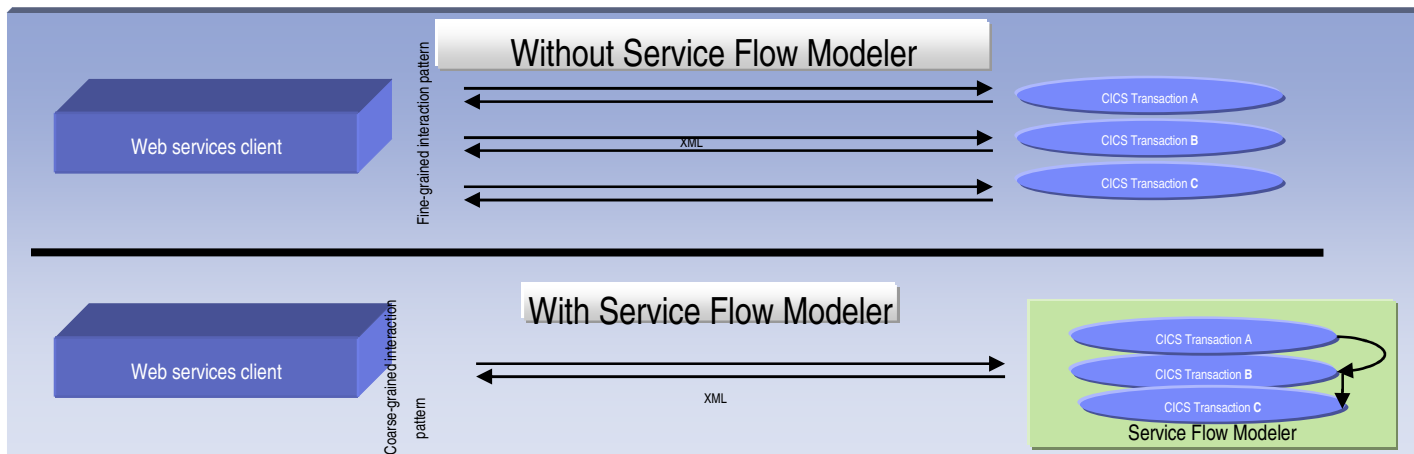 Without Service Flow Modeler
Fine-grained interaction pattern
Web services client
XML
CICS Transaction A
CICS Transaction B
CICS Transaction C
With Service Flow Modeler
Coarse-grained interaction
pattern
Web services client
XML
CICS Transaction A
CICS Transaction B
CICS Transaction C
Service Flow Modeler